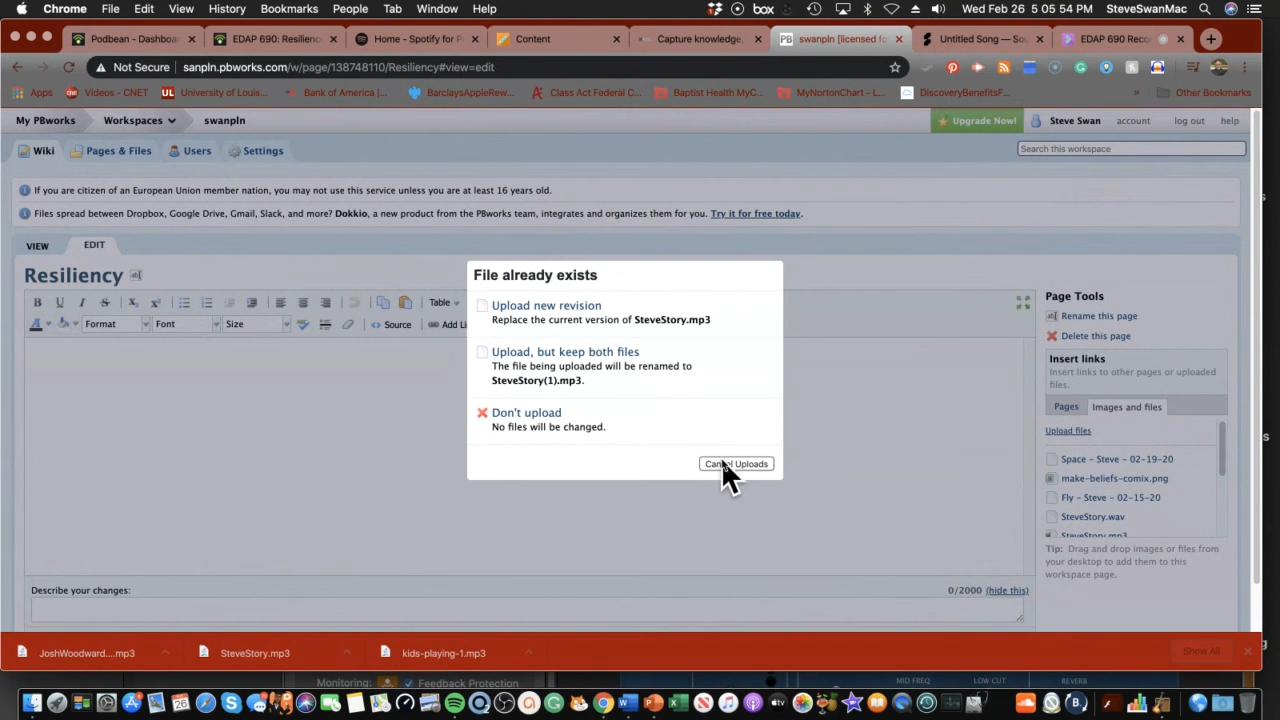 Chrome File Edit View History Bookmarks People Tab Window Help box Wed Feb 26 5:05:54 PM SteveSwanMac
Podbean - Dashboa EDAP 690: Resilienc Home - Spotify for P Content Capture knowledge, PB swanpln [licensed fo Untitled Song — Sou EDAP 690 Reco
Not Secure sanpln.pbworks.com/w/page/138748110/Resiliency#view=edit
Apps Videos - CNET UL University of Louis... Bank of America |... BarclaysAppleRew... Class Act Federal C... Baptist Health MyC... MyNortonChart - L... DiscoveryBenefitsF... » Other Bookmarks
My PBworks Workspaces swanpln Upgrade Now! Steve Swan account log out help
Wiki Pages & Files Users Settings Search this workspace
If you are citizen of an European Union member nation, you may not use this service unless you are at least 16 years old.
Files spread between Dropbox, Google Drive, Gmail, Slack, and more? Dokkio, a new product from the PBworks team, integrates and organizes them for you. Try it for free today.
VIEW EDIT
Resiliency
File already exists
Upload new revision
Replace the current version of SteveStory.mp3
Upload, but keep both files
The file being uploaded will be renamed to
SteveStory(1).mp3.
Don't upload
No files will be changed.
Cancel Uploads
B U I S Table
A Format Font Size Source Add Li
Page Tools
Rename this page
Delete this page
Insert links
Insert links to other pages or uploaded
files.
Pages Images and files
Upload files
Space - Steve - 02-19-20
make-beliefs-comix.png
Fly - Steve - 02-15-20
SteveStory.wav
SteveStory.mp3
Tip: Drag and drop images or files from
your desktop to add them to this
workspace page.
Describe your changes: 0/2000 (hide this)
JoshWoodward....mp3 SteveStory.mp3 kids-playing-1.mp3 Show All
Monitoring: Feedback Protection MID FREQ LOW CUT REVERB